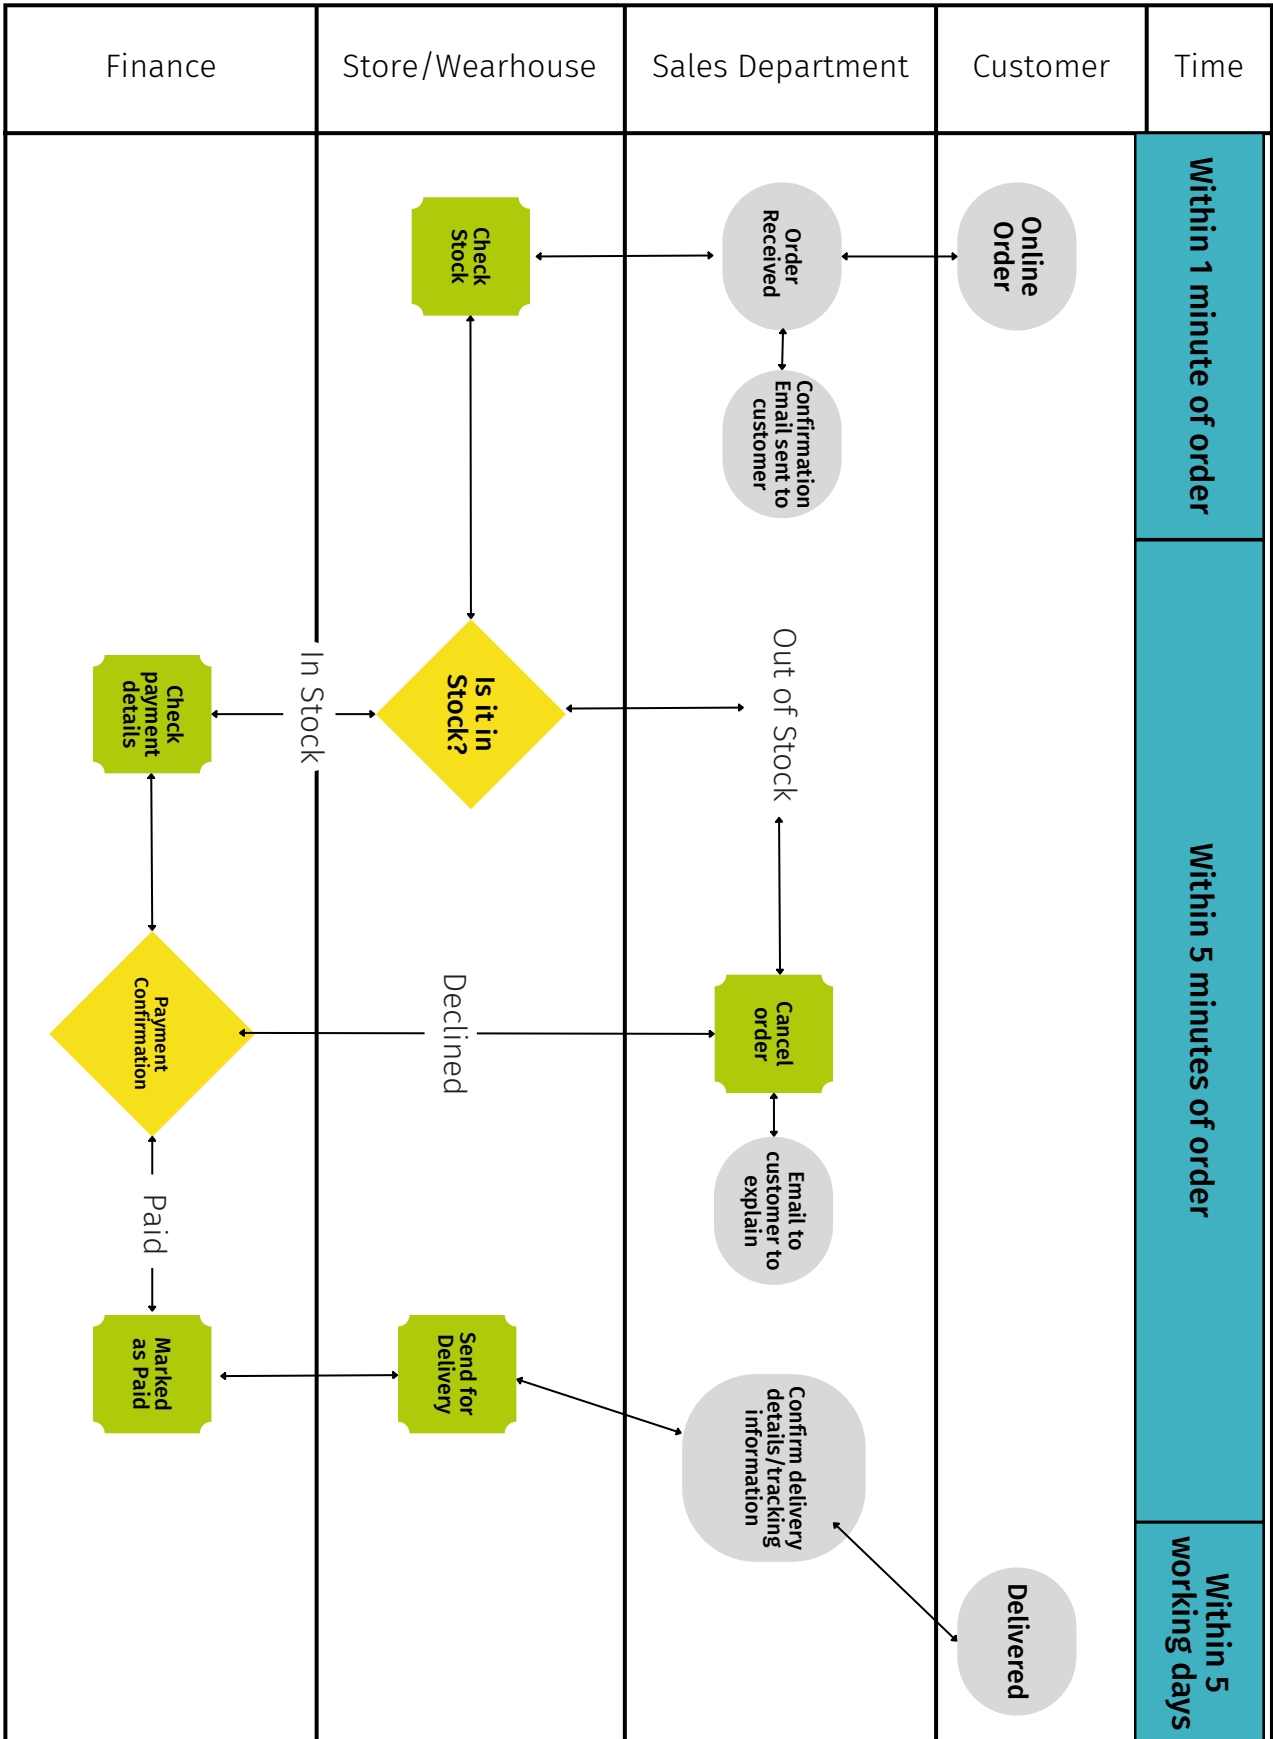 Finance
Store/Wearhouse
Sales Department
Customer
Time
Within 1 minute of order
Online
Order
Order
Received
Check
Stock
Confirmation
Email sent to
customer
Within 5 minutes of order
Out of Stock
Is it in
Stock?
In Stock
Check
payment
details
Cancel
order
Declined
Payment
Confirmation
Email to
customer to
explain
Paid
Marked
as Paid
Send for
Delivery
Confirm delivery
details/tracking
information
Within 5
working days
Delivered